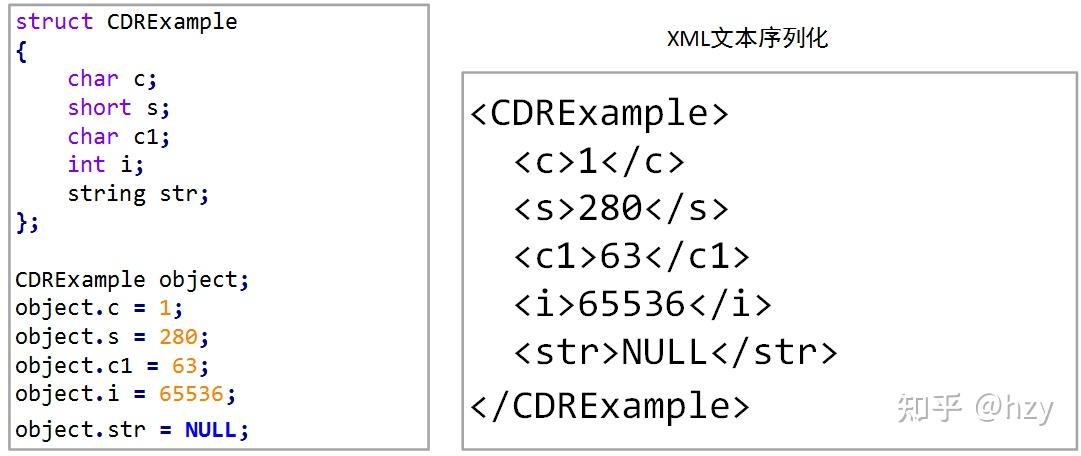 struct CDRExample
{
char c;
short s;
char c1;
int i;
string str;
};
CDRExample object;
object.c = 1;
object.s = 280;
object.c1 = 63;
object.i = 65536;
object.str = NULL;
XML文本序列化
<CDRExample>
<c>1</c>
<s>280</s>
<c1>63</c1>
<i>65536</i>
<str>NULL</str>
</CDRExample>
知乎 @hzy